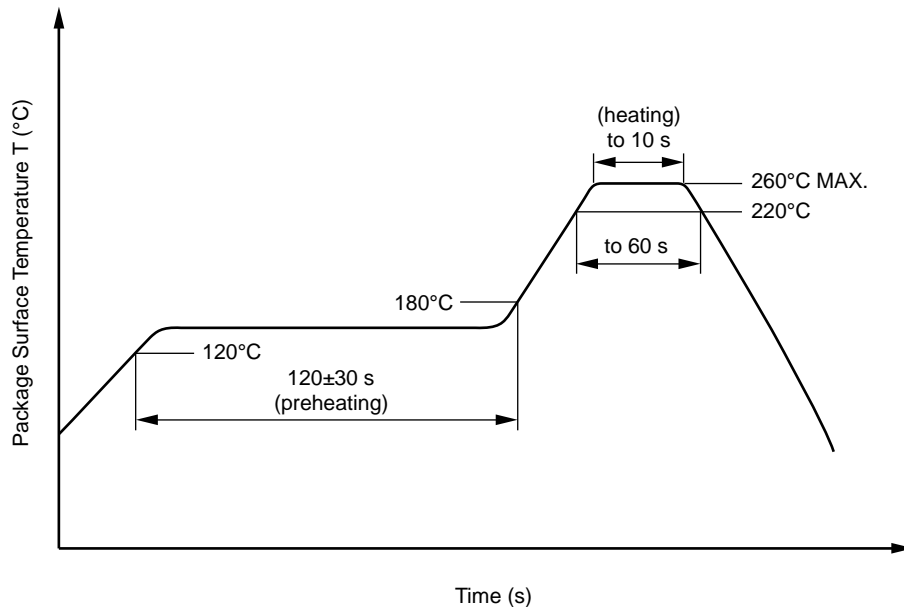 Package Surface Temperature T (°C)
(heating)
to 10 s
260°C MAX.
220°C
to 60 s
180°C
120°C
120±30 s
(preheating)
Time (s)